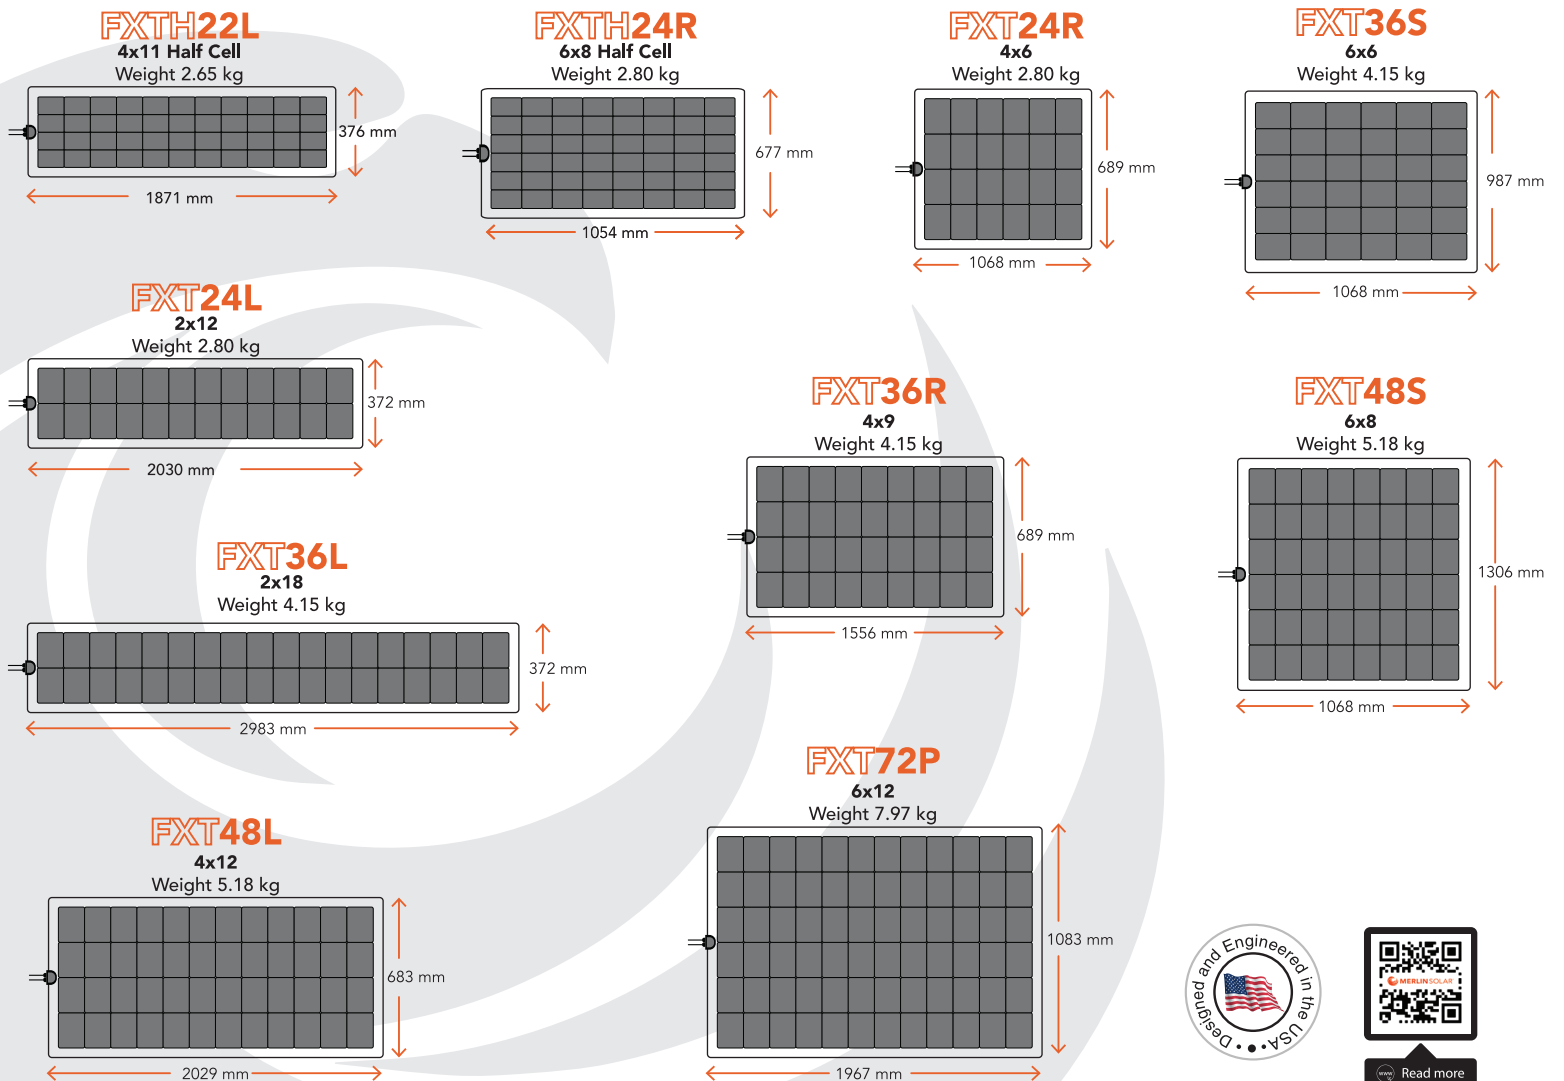 FXTH22L
4x11 Half Cell
Weight 2.65 kg
376 mm
1871 mm
FXTH24R
6x8 Half Cell
Weight 2.80 kg
677 mm
1054 mm
FXT24R
4x6
Weight 2.80 kg
689 mm
1068 mm
FXT36S
6x6
Weight 4.15 kg
987 mm
1068 mm
FXT24L
2x12
Weight 2.80 kg
372 mm
2030 mm
FXT36R
4x9
Weight 4.15 kg
689 mm
1556 mm
FXT48S
6x8
Weight 5.18 kg
1306 mm
1068 mm
FXT36L
2x18
Weight 4.15 kg
372 mm
2983 mm
FXT72P
6x12
Weight 7.97 kg
1083 mm
1967 mm
FXT48L
4x12
Weight 5.18 kg
683 mm
2029 mm
Designed and Engineered in the USA
MERLINSOLAR
www
Read more